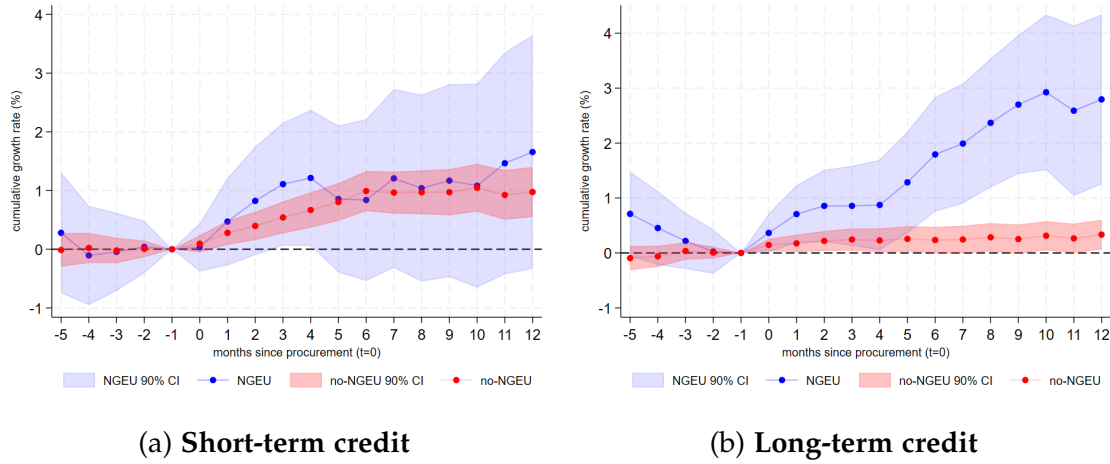 4
3
2
1
0
-1
cumulative growth rate (%)
-5 -4 -3 -2 -1 0 1 2 3 4 5 6 7 8 9 10 11 12
months since procurement (t=0)
NGEU 90% CI NGEU no-NGEU 90% CI no-NGEU
(a) Short-term credit
4
3
2
1
0
-1
cumulative growth rate (%)
-5 -4 -3 -2 -1 0 1 2 3 4 5 6 7 8 9 10 11 12
months since procurement (t=0)
NGEU 90% CI NGEU no-NGEU 90% CI no-NGEU
(b) Long-term credit